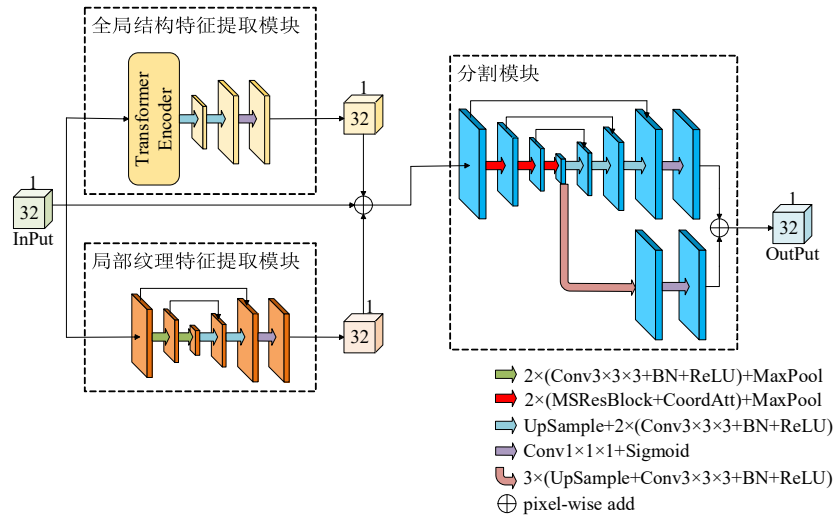 全局结构特征提取模块
Transformer
Encoder
1
32
分割模块
1
32
InPut
1
32
OutPut
局部纹理特征提取模块
1
32
2×(Conv3×3×3+BN+ReLU)+MaxPool
2×(MSResBlock+CoordAtt)+MaxPool
UpSample+2×(Conv3×3×3+BN+ReLU)
Conv1×1×1+Sigmoid
3×(UpSample+Conv3×3×3+BN+ReLU)
pixel-wise add